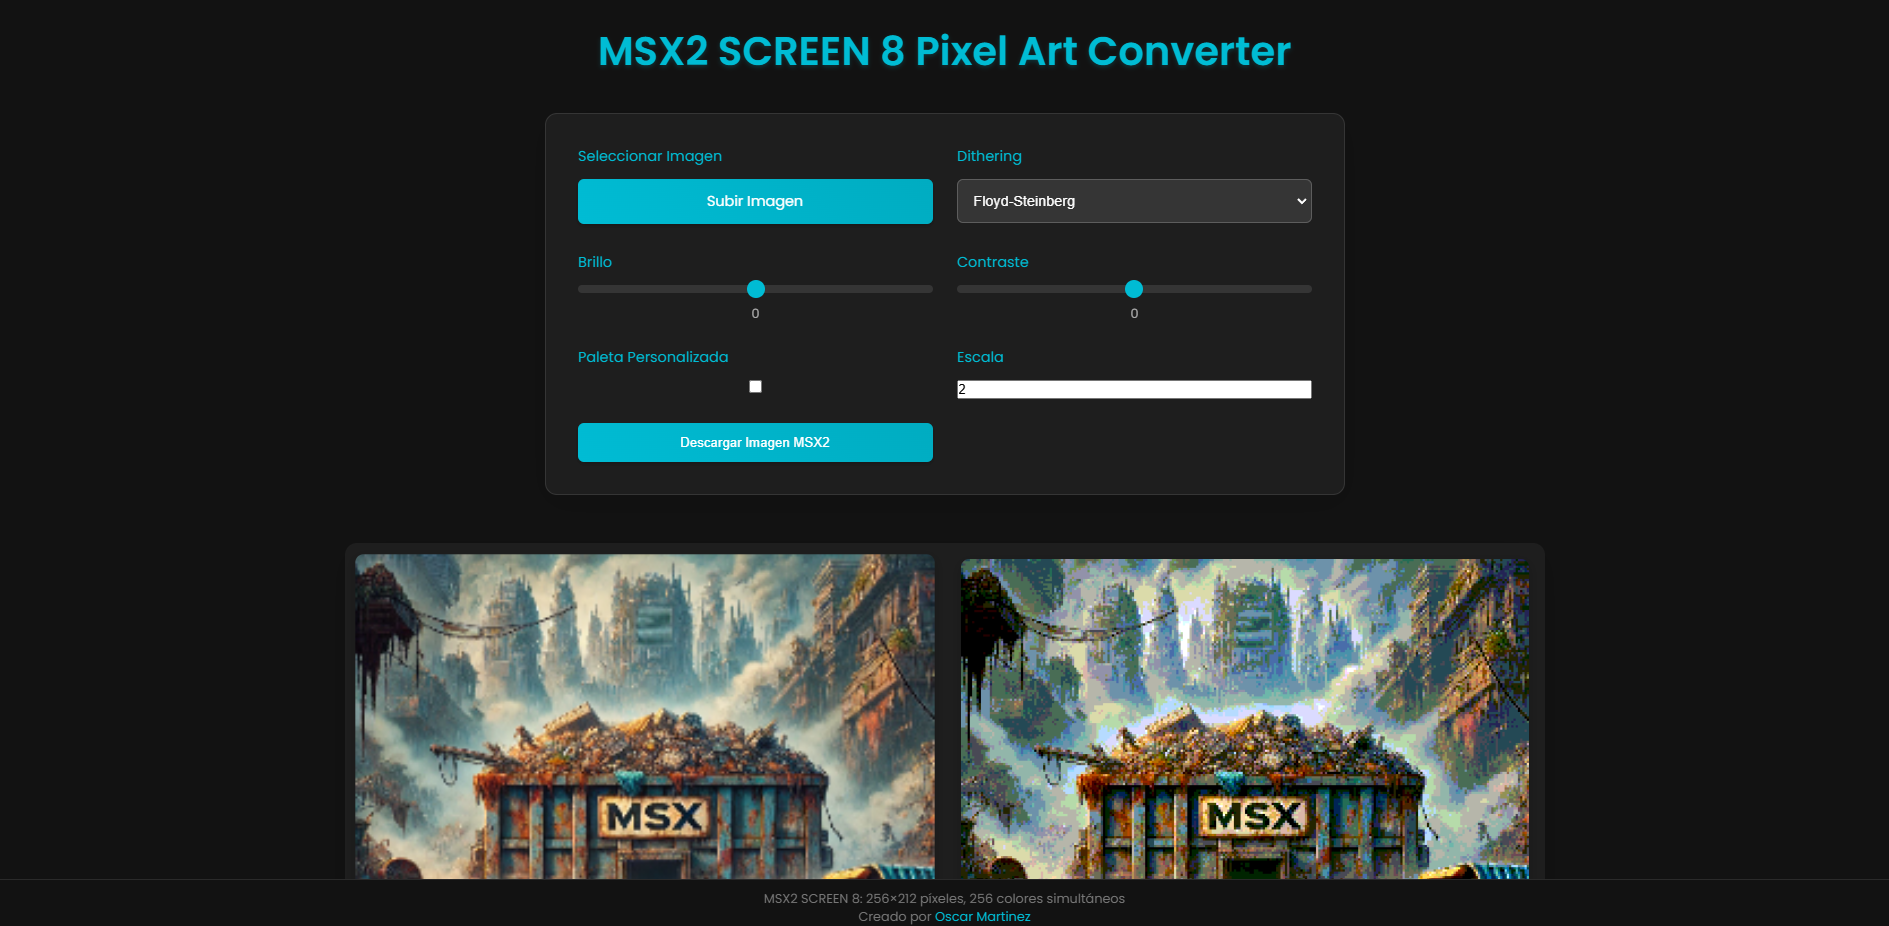 MSX2 SCREEN 8 Pixel Art Converter
Seleccionar Imagen
Dithering
Subir Imagen
Floyd-Steinberg
Brillo
Contraste
0
0
Paleta Personalizada
Escala
2
Descargar Imagen MSX2
MSX
MSX
MSX2 SCREEN 8: 256×212 píxeles, 256 colores simultáneos
Creado por Oscar Martinez